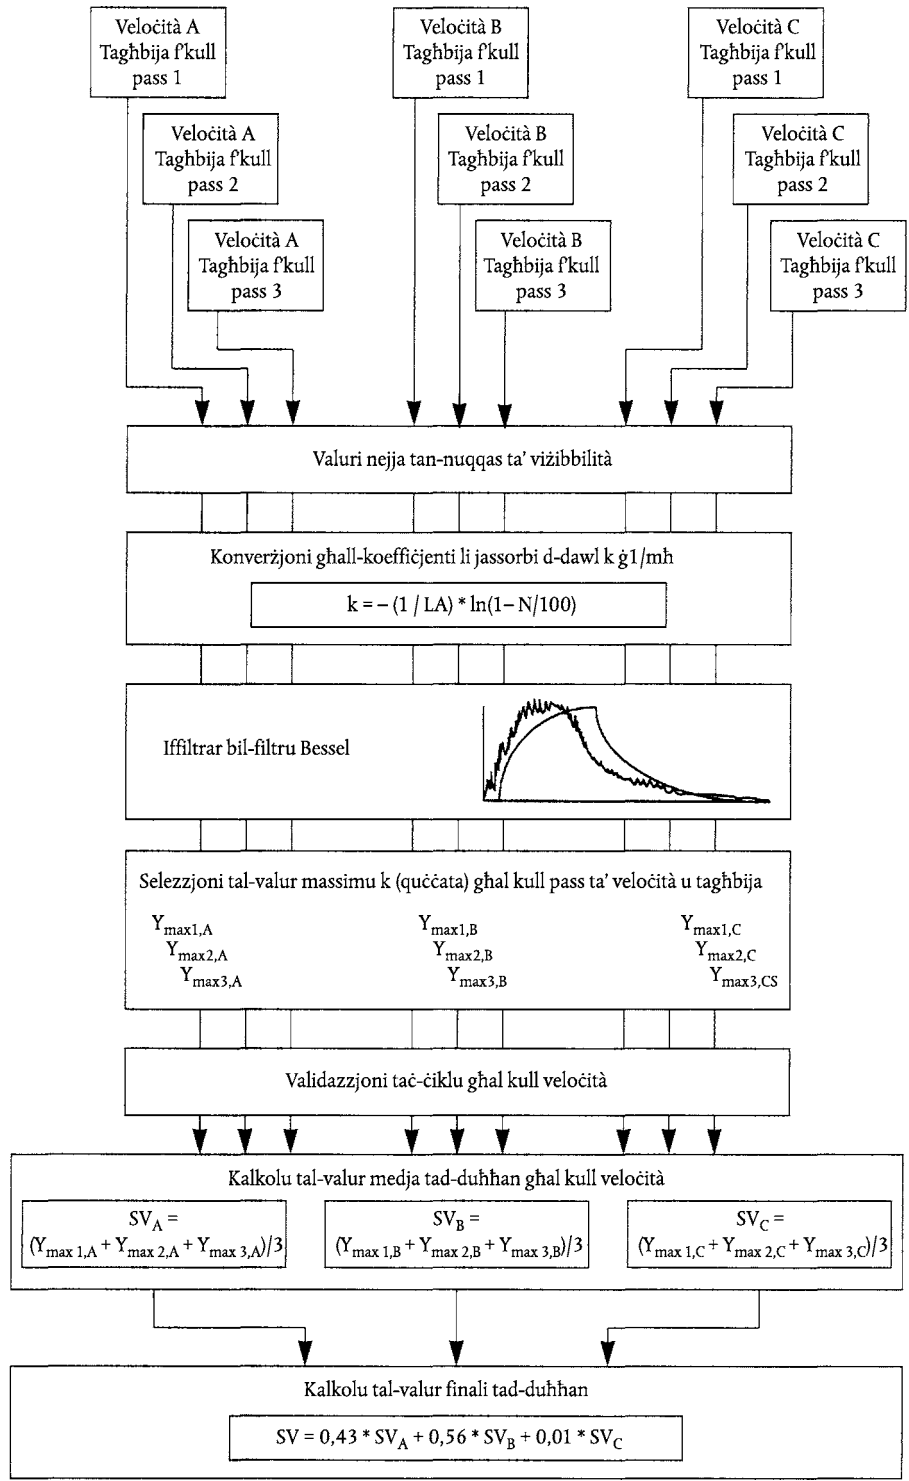 Veloċità A
Tagħbija f'kull
pass 1
Veloċità B
Tagħbija f'kull
pass 1
Veloċità C
Tagħbija f'kull
pass 1
Veloċità A
Tagħbija f'kull
pass 2
Veloċità B
Tagħbija f'kull
pass 2
Veloċità C
Tagħbija f'kull
pass 2
Veloċità A
Tagħbija f'kull
pass 3
Veloċità B
Tagħbija f'kull
pass 3
Veloċità C
Tagħbija f'kull
pass 3
Valuri nejja tan-nuqqas ta' viżibbilità
Konverżjoni għall-koeffiċjenti li jassorbi d-dawl k ġ1/mħ
k = – (1 / LA) * ln(1– N/100)
Iffiltrar bil-filtru Bessel
Selezzjoni tal-valur massimu k (quċċata) għal kull pass ta' veloċità u tagħbija
Ymax1,A Ymax1,B Ymax1,C
Ymax2,A Ymax2,B Ymax2,C
Ymax3,A Ymax3,B Ymax3,CS
Validazzjoni taċ-ċiklu għal kull veloċità
Kalkolu tal-valur medja tad-duħħan għal kull veloċità
SVA =
(Ymax 1,A + Ymax 2,A + Ymax 3,A)/3
SVB =
(Ymax 1,B + Ymax 2,B + Ymax 3,B)/3
SVC =
(Ymax 1,C + Ymax 2,C + Ymax 3,C)/3
Kalkolu tal-valur finali tad-duħħan
SV = 0,43 * SVA + 0,56 * SVB + 0,01 * SVC